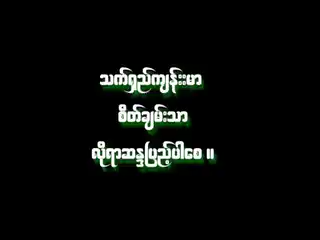 သက်ရှည်ကျန်းမာ
စိတ်ချမ်းသာ
လိုရာဆန္ဒပြည့်ပါစေ ။